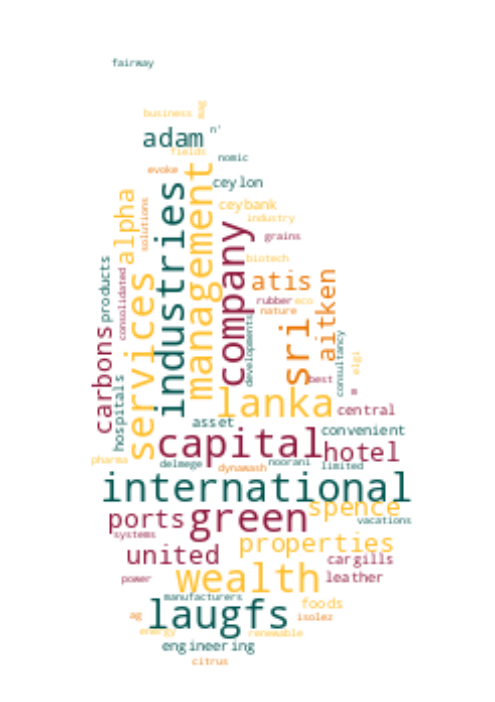 fairway
business
mag
adam
n'
fields
nomic
evoke
ceylon
management
industries
alpha
solutions
ceybank
industry
company
grains
biotech
products
consolidated
services
atis
aitken
rubber
eco
nature
sri
developments
carbons
consultancy
elgi
best
hospitals
lanka
central
asset
convenient
capital
hotel
pharma
delmege
noorani
limited
dynawash
international
green
spence
ports
vacations
systems
properties
united
cargills
power
wealth
leather
manufacturers
foods
ag
laugfs
isolez
energy
renewable
engineering
citrus